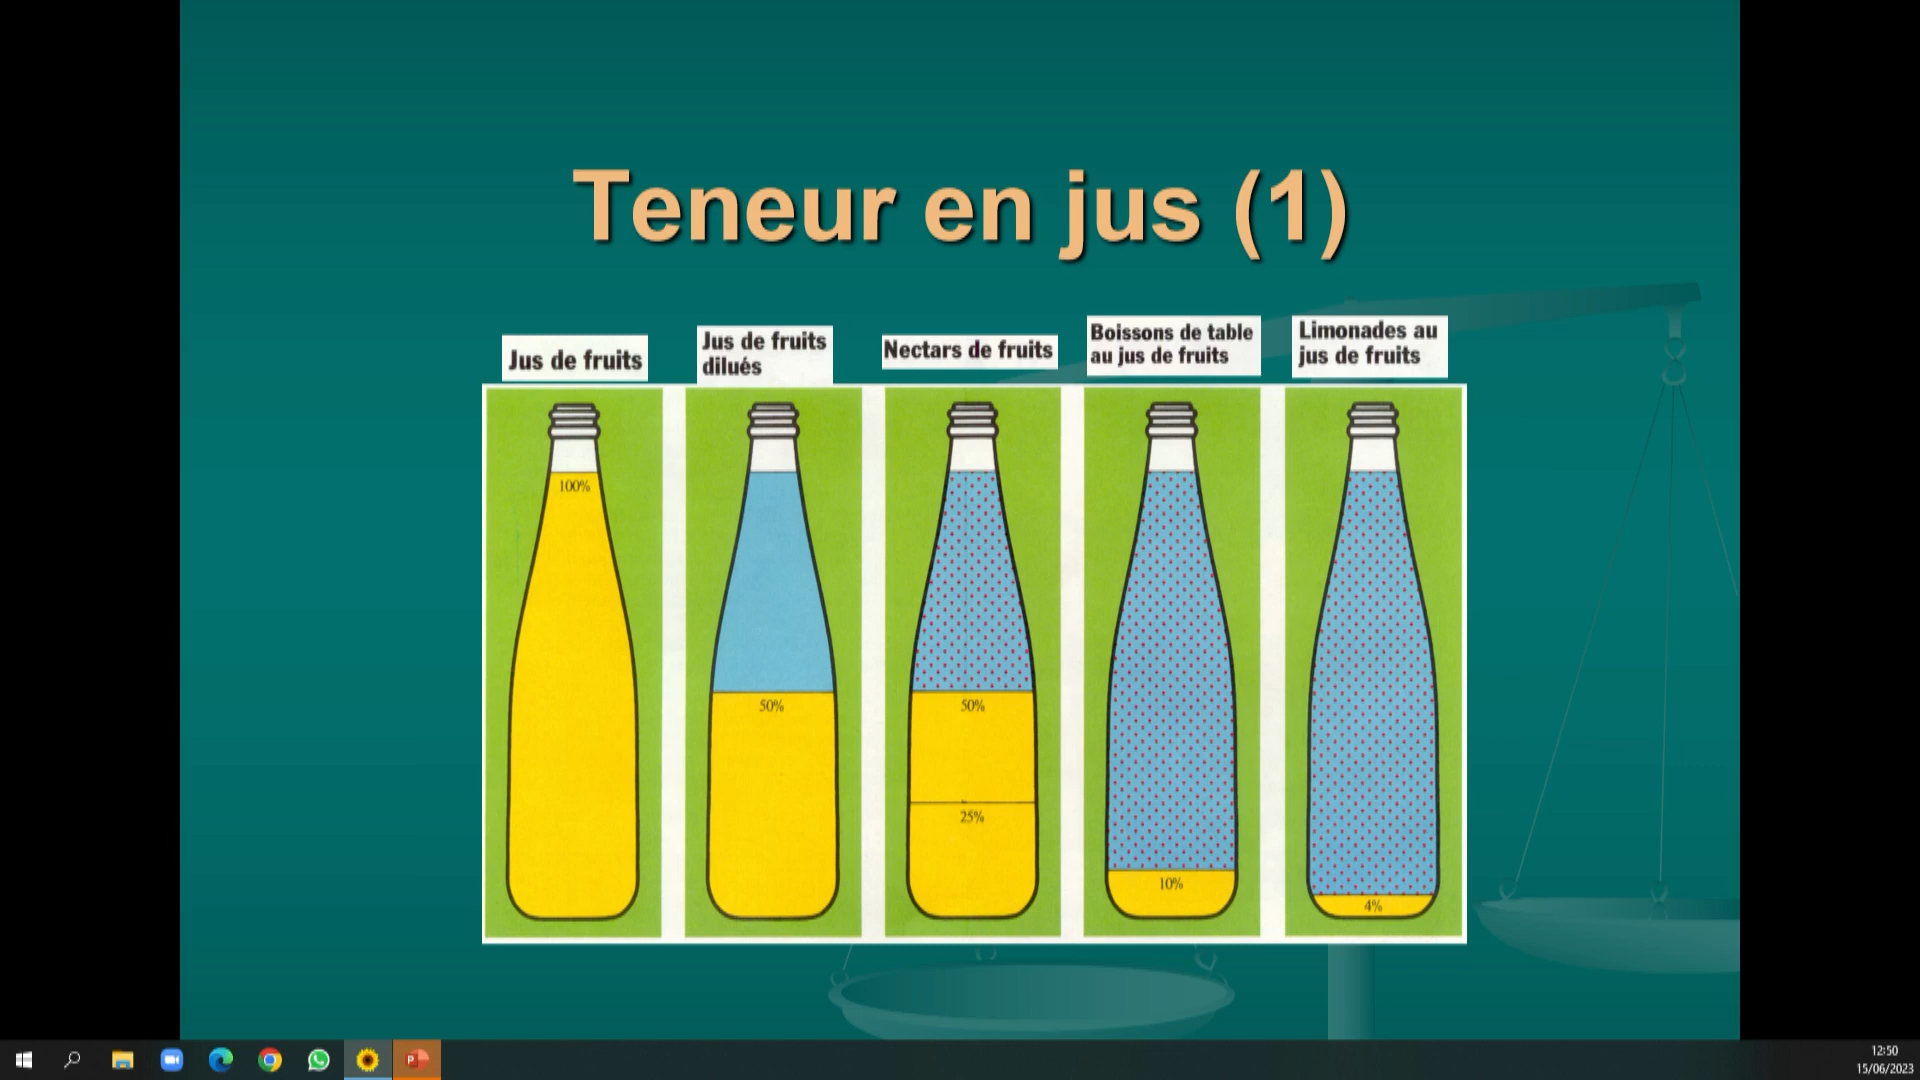 Teneur en jus (1)
Jus de fruits
Jus de fruits
dilués
Nectars de fruits
Boissons de table
au jus de fruits
Limonades au
jus de fruits
100%
50%
50%
25%
10%
4%
12:50
15/06/2023